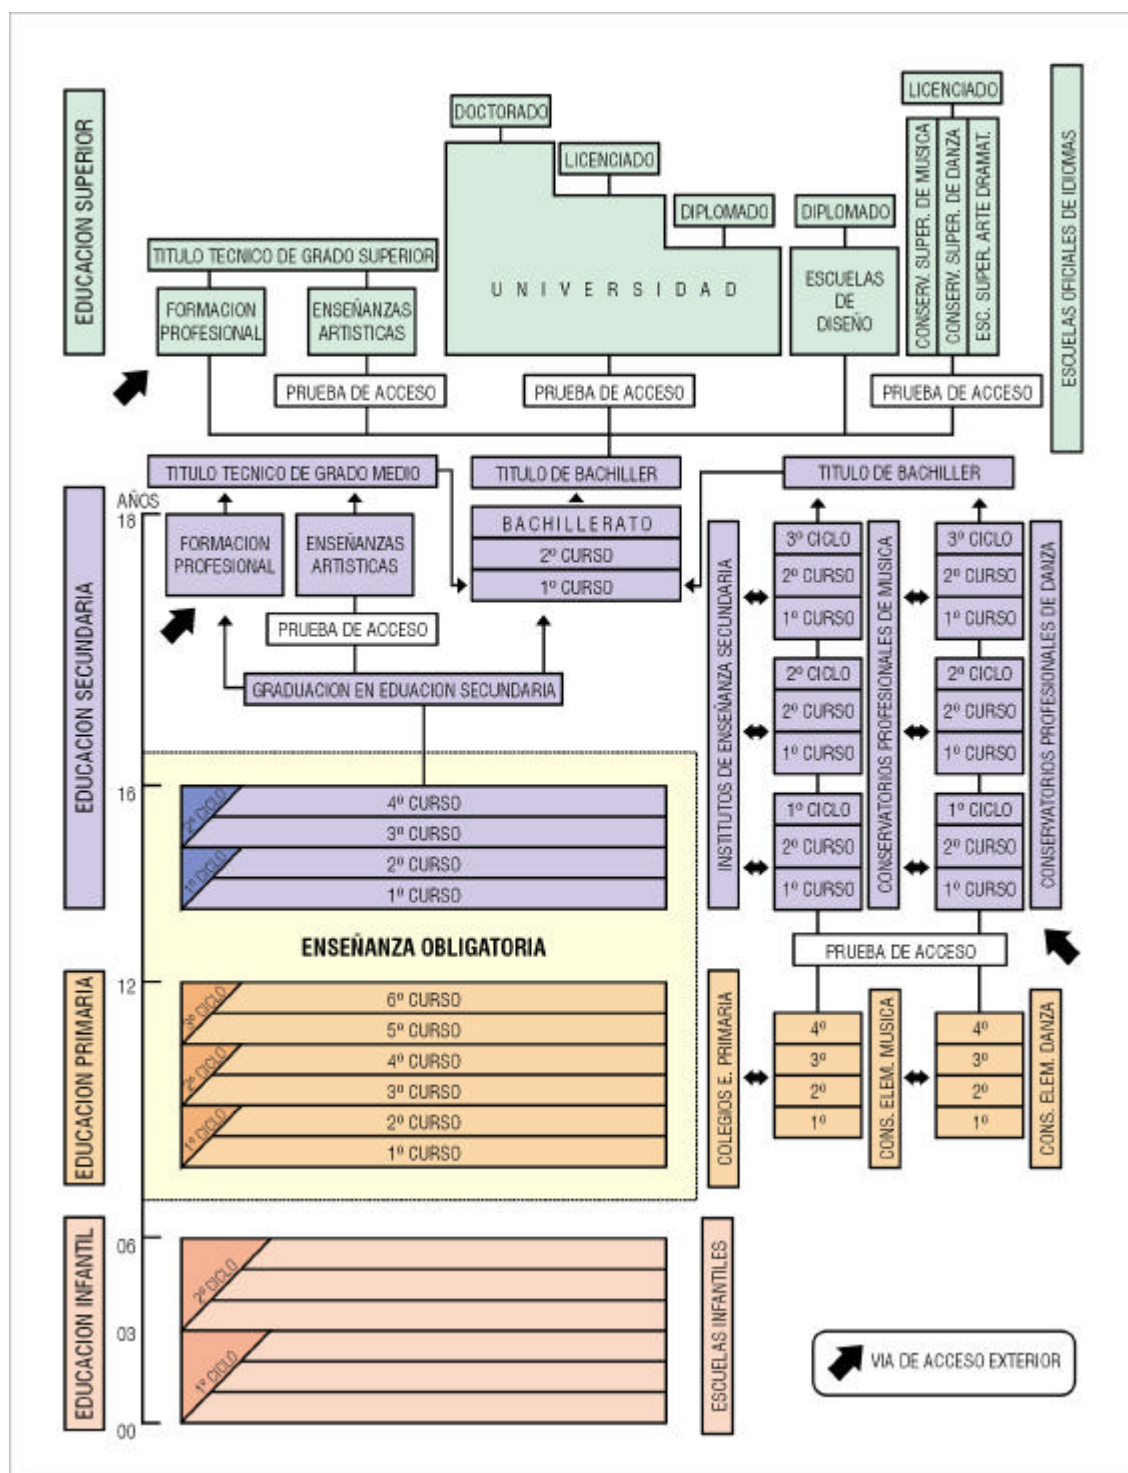 EDUCACION SUPERIOR
DOCTORADO
LICENCIADO
DIPLOMADO
UNIVERSIDAD
DIPLOMADO
ESCUELAS
DE
DISEÑO
LICENCIADO
CONSERV. SUPER. DE MUSICA
CONSERV. SUPER. DE DANZA
ESC. SUPER. ARTE DRAMAT.
ESCUELAS OFICIALES DE IDIOMAS
TITULO TECNICO DE GRADO SUPERIOR
FORMACION
PROFESIONAL
ENSEÑANZAS
ARTISTICAS
PRUEBA DE ACCESO
PRUEBA DE ACCESO
PRUEBA DE ACCESO
EDUCACION SECUNDARIA
TITULO TECNICO DE GRADO MEDIO
TITULO DE BACHILLER
TITULO DE BACHILLER
AÑOS
18
FORMACION
PROFESIONAL
ENSEÑANZAS
ARTISTICAS
BACHILLERATO
2º CURSO
1º CURSO
PRUEBA DE ACCESO
GRADUACION EN EDUACION SECUNDARIA
INSTITUTOS DE ENSEÑANZA SECUNDARIA
3º CICLO
2º CURSO
1º CURSO
2º CICLO
2º CURSO
1º CURSO
1º CICLO
2º CURSO
1º CURSO
CONSERVATORIOS PROFESIONALES DE MUSICA
3º CICLO
2º CURSO
1º CURSO
2º CICLO
2º CURSO
1º CURSO
1º CICLO
2º CURSO
1º CURSO
CONSERVATORIOS PROFESIONALES DE DANZA
16
2º CICLO
4º CURSO
3º CURSO
1º CICLO
2º CURSO
1º CURSO
ENSEÑANZA OBLIGATORIA
PRUEBA DE ACCESO
EDUCACION PRIMARIA
12
3º CICLO
6º CURSO
5º CURSO
2º CICLO
4º CURSO
3º CURSO
1º CICLO
2º CURSO
1º CURSO
COLEGIOS E. PRIMARIA
4º
3º
2º
1º
CONS. ELEM. MUSICA
4º
3º
2º
1º
CONS. ELEM. DANZA
EDUCACION INFANTIL
06
2º CICLO
03
1º CICLO
00
ESCUELAS INFANTILES
VIA DE ACCESO EXTERIOR